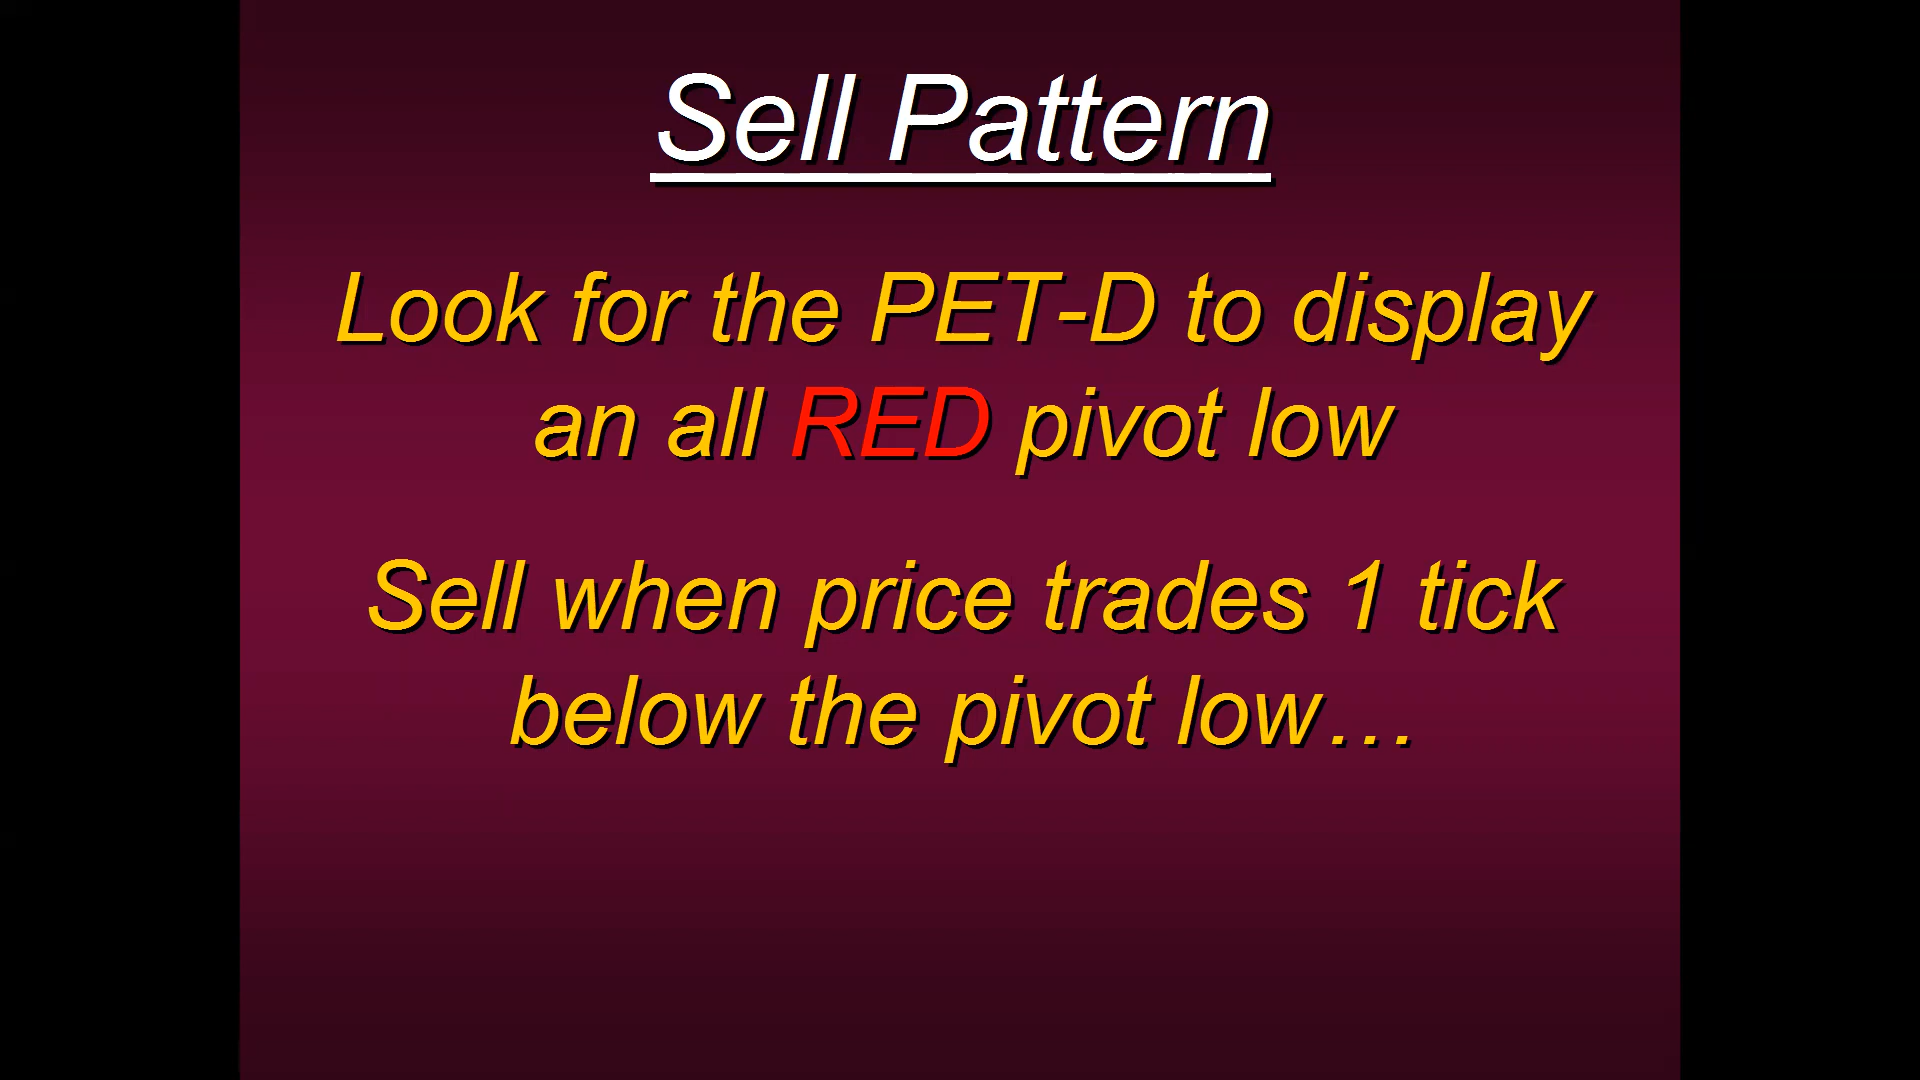 Sell Pattern
Look for the PET-D to display
an all RED pivot low
Sell when price trades 1 tick
below the pivot low…